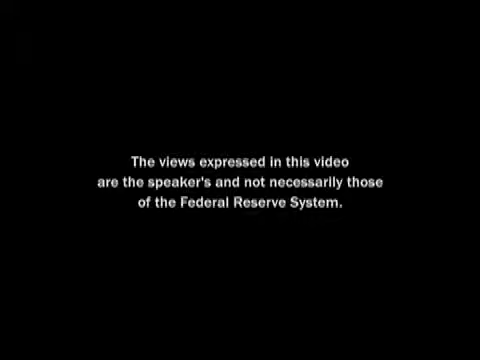 The views expressed in this video
are the speaker's and not necessarily those
of the Federal Reserve System.